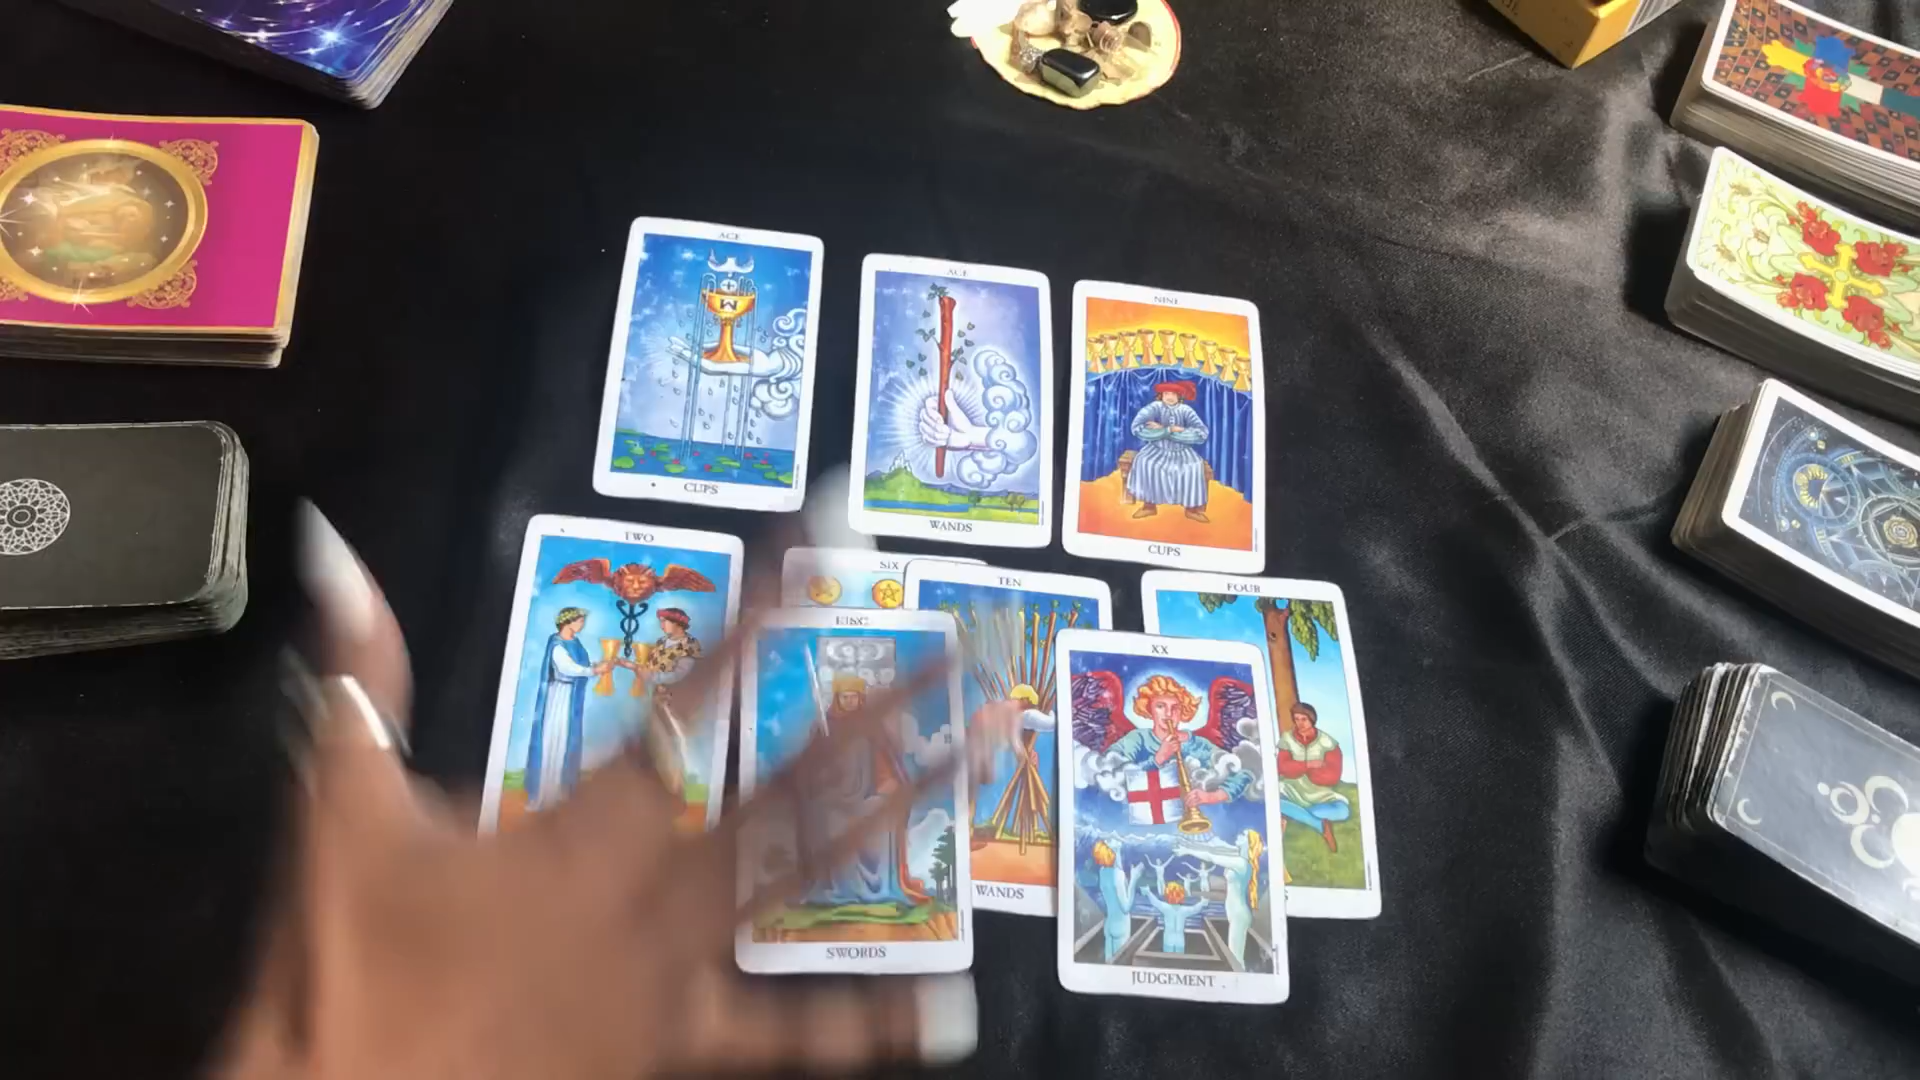 ACE
CUPS
ACE
WANDS
NINE
CUPS
TWO
SIX
TEN
WANDS
FOUR
SWORDS
XX
JUDGEMENT